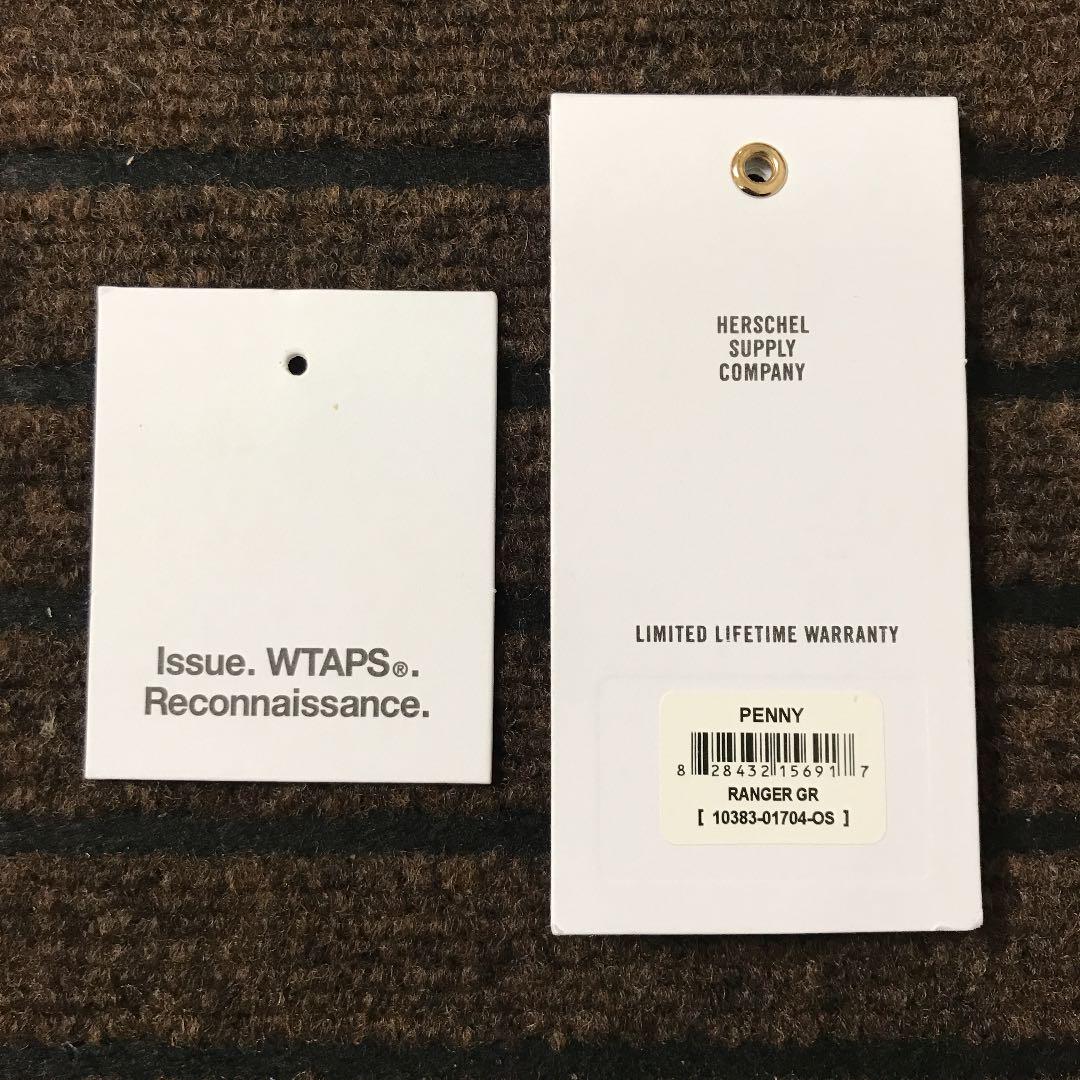 Issue. WTAPS®.
Reconnaissance.
HERSCHEL
SUPPLY
COMPANY
LIMITED LIFETIME WARRANTY
PENNY
8 28432 15691 7
RANGER GR
[ 10383-01704-OS ]